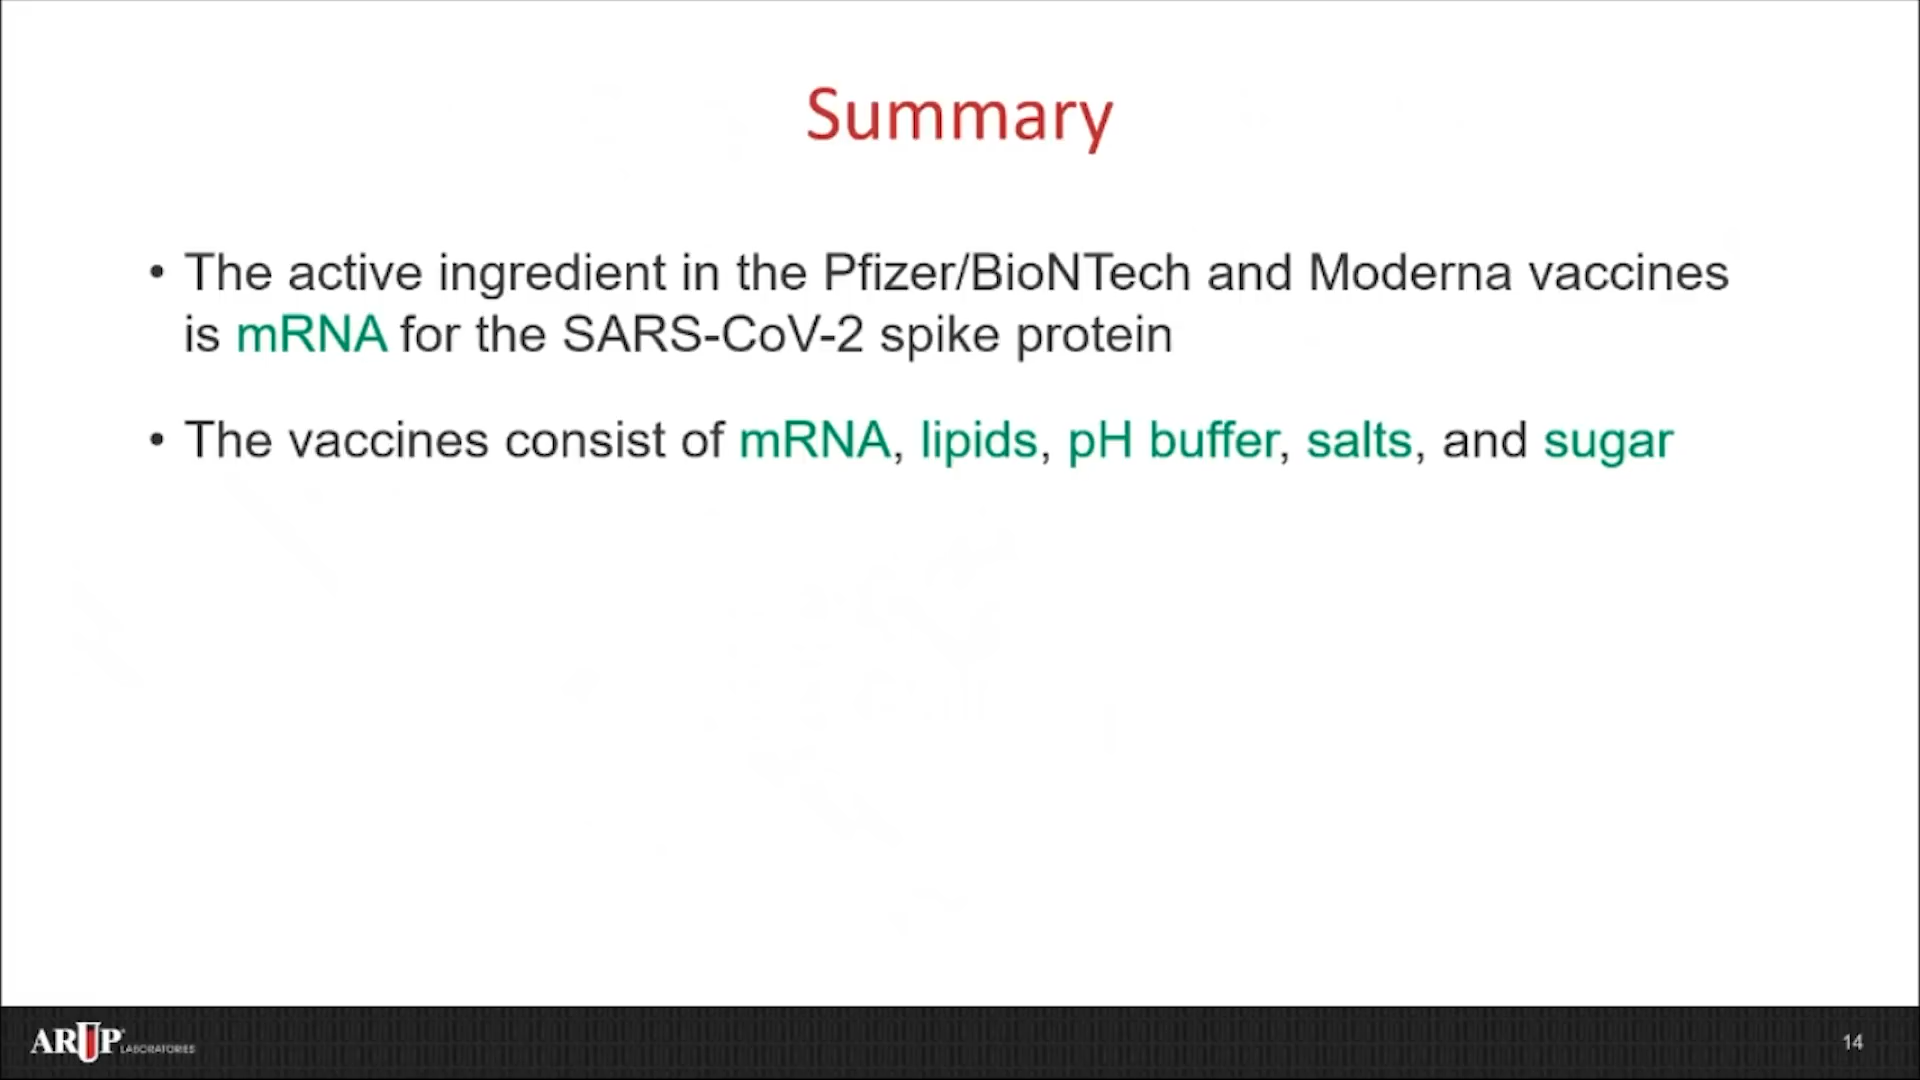 Summary
• The active ingredient in the Pfizer/BioNTech and Moderna vaccines
is mRNA for the SARS-CoV-2 spike protein
• The vaccines consist of mRNA, lipids, pH buffer, salts, and sugar
ARUP LABORATORIES
14